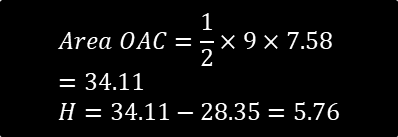 Area OAC = 1/2 × 9 × 7.58
= 34.11
H = 34.11 − 28.35 = 5.76